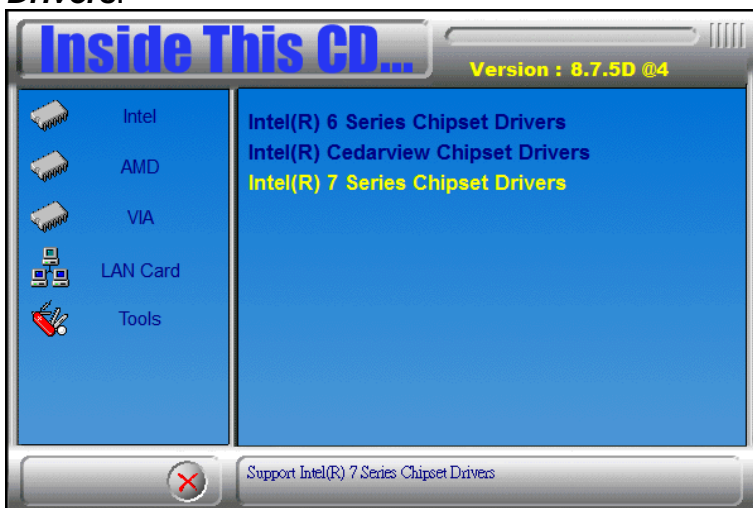 Drivers.
Inside This CD...
Version : 8.7.5D @4
Intel
AMD
VIA
LAN Card
Tools
Intel(R) 6 Series Chipset Drivers
Intel(R) Cedarview Chipset Drivers
Intel(R) 7 Series Chipset Drivers
Support Intel(R) 7 Series Chipset Drivers